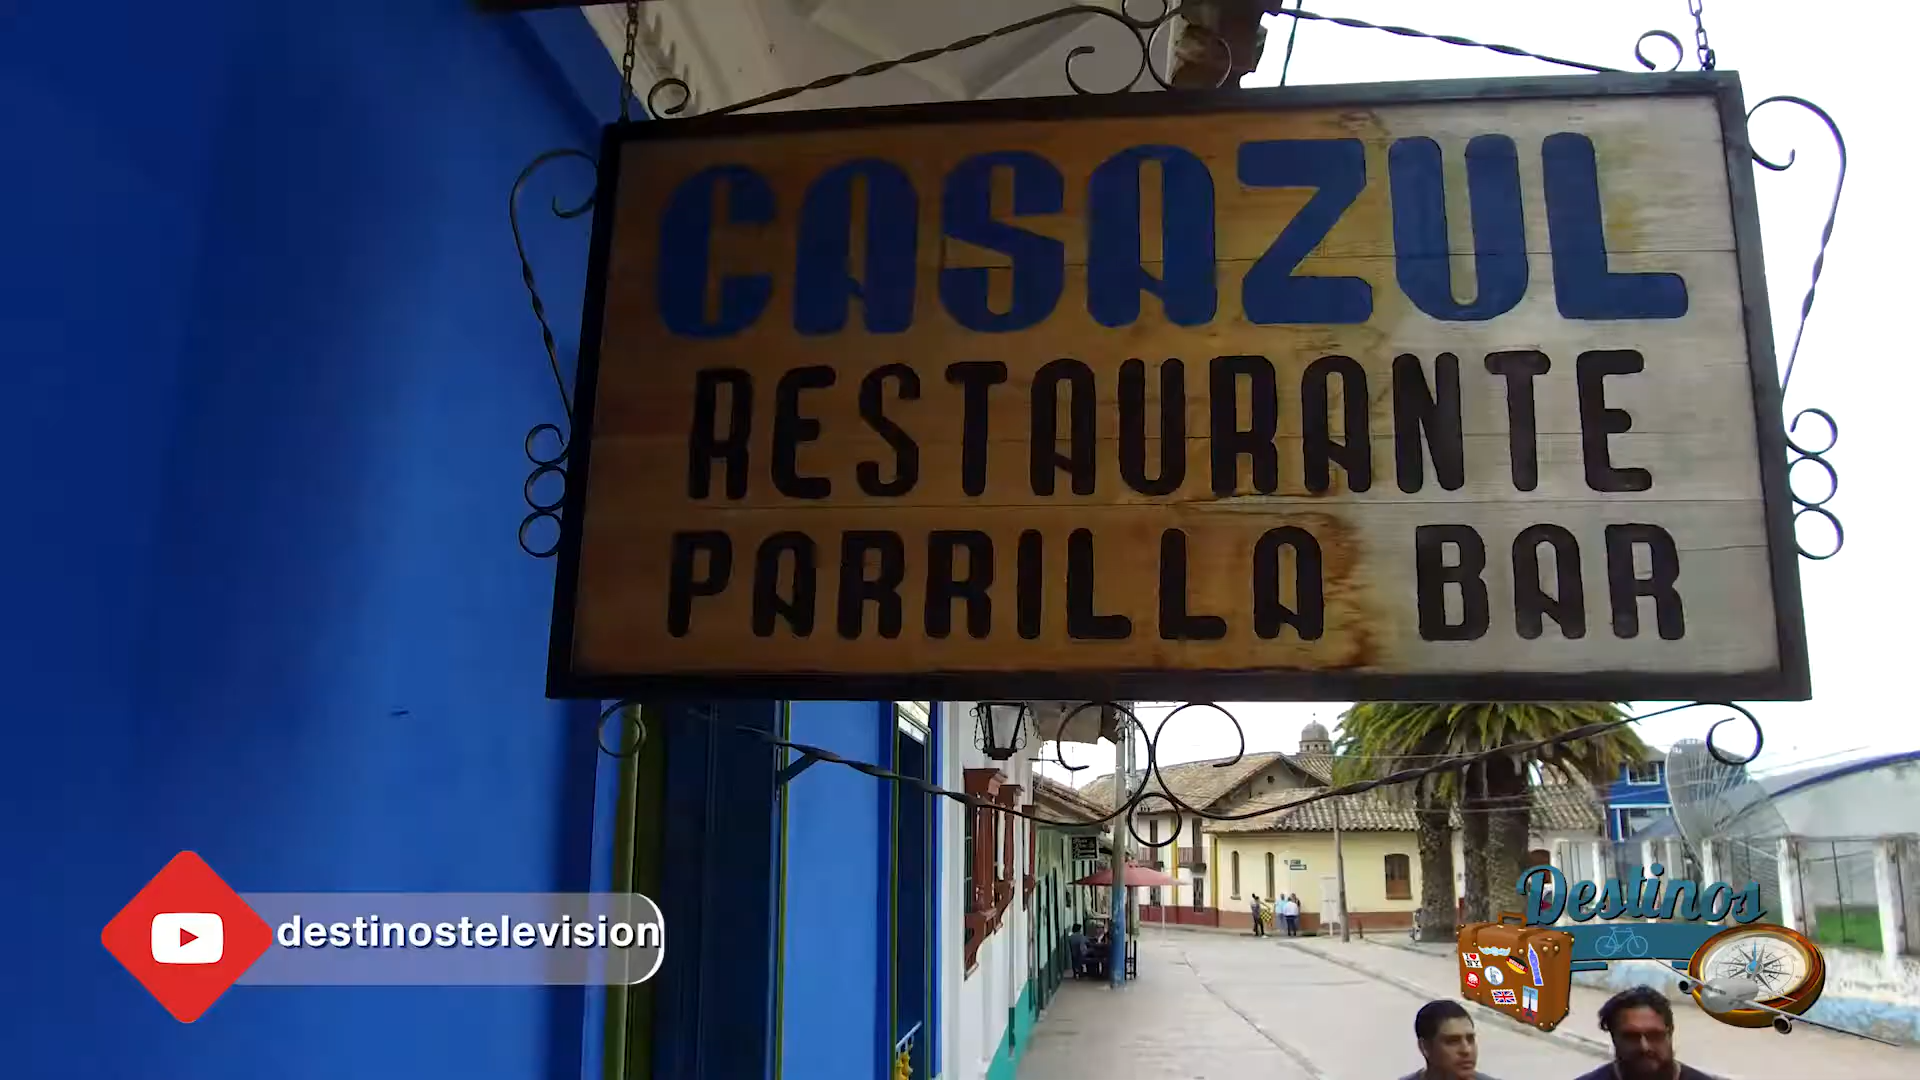 CASAZUL
RESTAURANTE
PARRILLA BAR
destinostelevision
Destinos